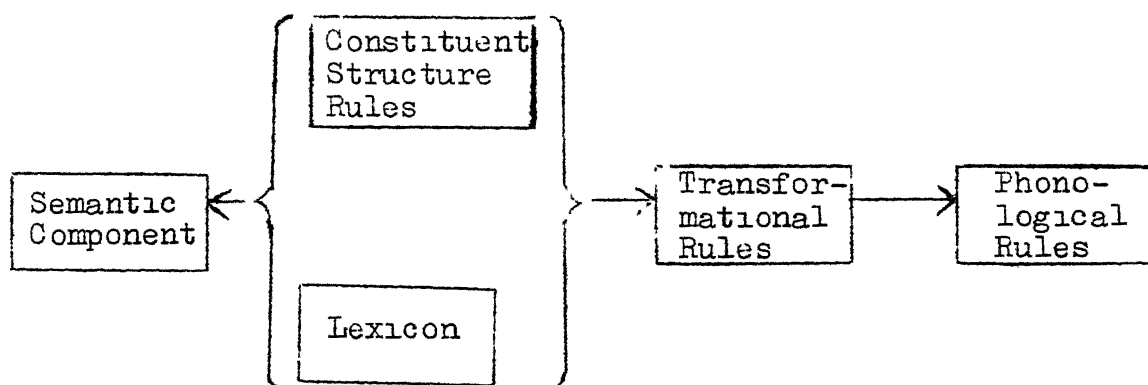 Constituent
Structure
Rules
Semantic
Component
Transfor-
mational
Rules
Phono-
logical
Rules
Lexicon